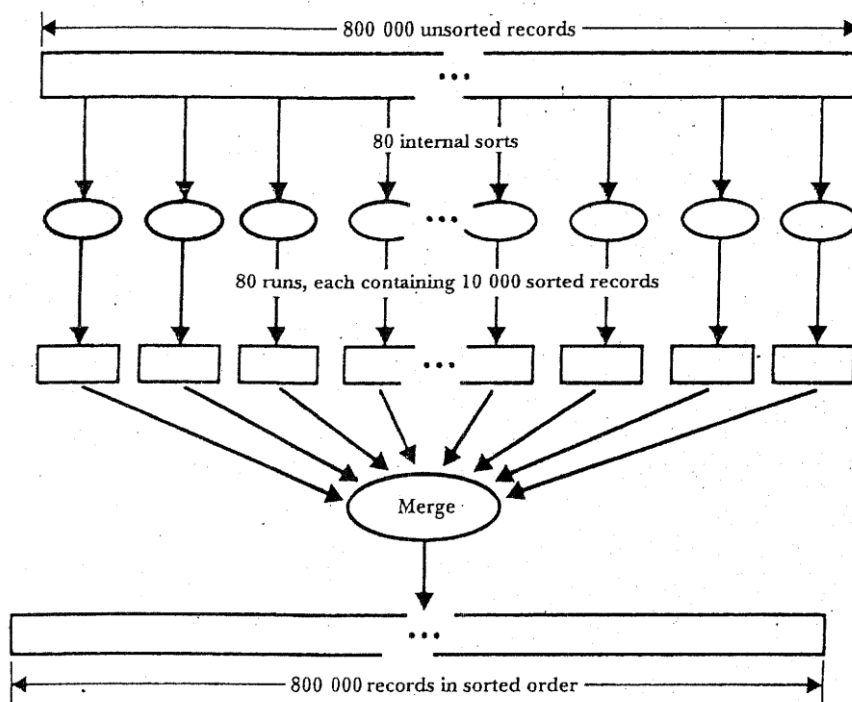 800 000 unsorted records
80 internal sorts
80 runs, each containing 10 000 sorted records
Merge
800 000 records in sorted order